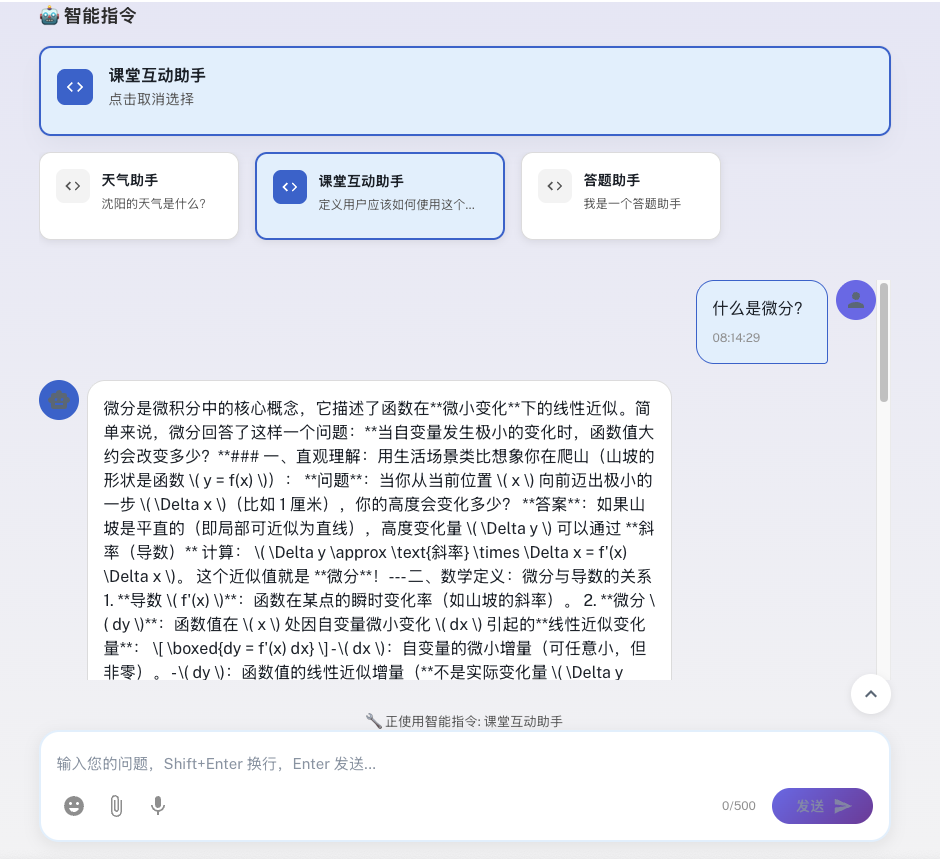 🤖 智能指令
课堂互动助手
点击取消选择
天气助手
沈阳的天气是什么?
课堂互动助手
定义用户应该如何使用这个...
答题助手
我是一个答题助手
什么是微分?
08:14:29
微分是微积分中的核心概念，它描述了函数在**微小变化**下的线性近似。简
单来说，微分回答了这样一个问题：**当自变量发生极小的变化时，函数值大
约会改变多少？**### 一、直观理解：用生活场景类比想象你在爬山（山坡的
形状是函数 \( y = f(x) \)）： **问题**：当你从当前位置 \( x \) 向前迈出极小的
一步 \( \Delta x \)（比如 1 厘米），你的高度会变化多少？ **答案**：如果山
坡是平直的（即局部可近似为直线），高度变化量 \( \Delta y \) 可以通过 **斜
率（导数）** 计算： \( \Delta y \approx \text{斜率} \times \Delta x = f'(x)
\Delta x \)。 这个近似值就是 **微分**！---二、数学定义：微分与导数的关系
1. **导数 \( f'(x) \)**：函数在某点的瞬时变化率（如山坡的斜率）。 2. **微分 \
( dy \)**：函数值在 \( x \) 处因自变量微小变化 \( dx \) 引起的**线性近似变化
量**： \[ \boxed{dy = f'(x) dx} \]-\( dx \)：自变量的微小增量（可任意小，但
非零）。-\( dy \)：函数值的线性近似增量（**不是实际变化量 \( \Delta y
🔧 正使用智能指令: 课堂互动助手
输入您的问题，Shift+Enter 换行，Enter 发送...
0/500
发送